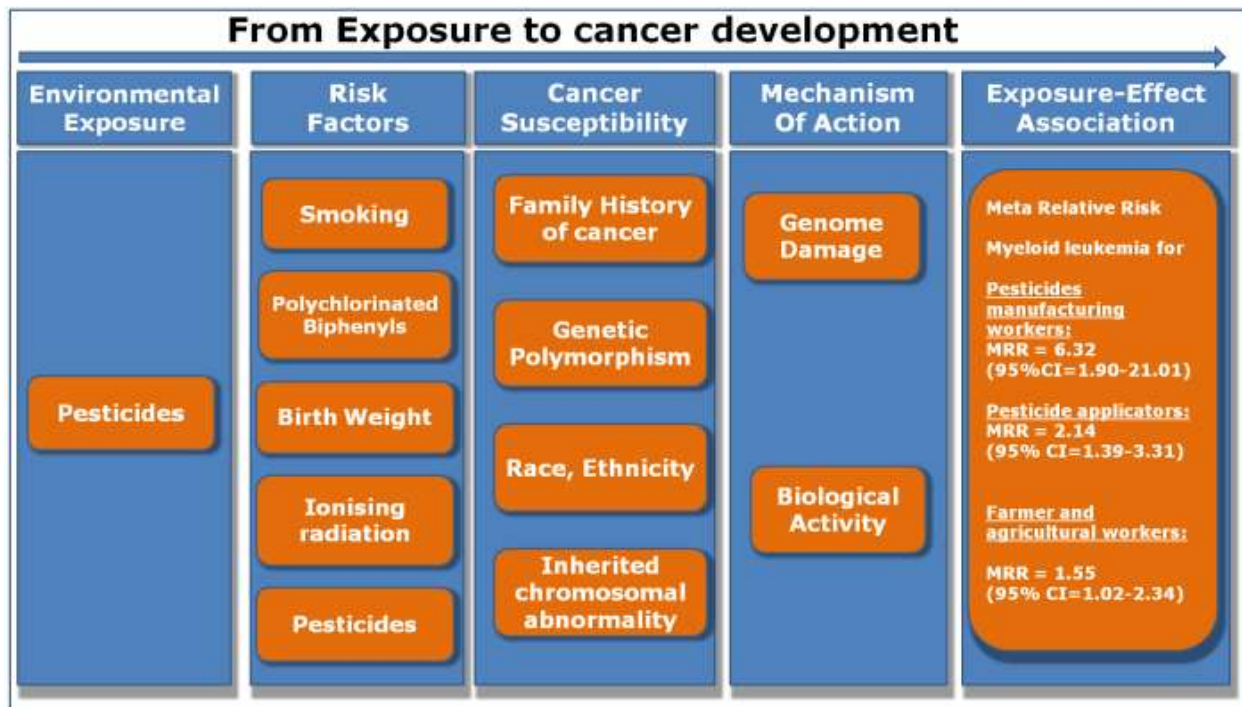 From Exposure to cancer development
Environmental
Exposure
Pesticides
Risk
Factors
Smoking
Polychlorinated
Biphenyls
Birth Weight
Ionising
radiation
Pesticides
Cancer
Susceptibility
Family History
of cancer
Genetic
Polymorphism
Race, Ethnicity
Inherited
chromosomal
abnormality
Mechanism
Of Action
Genome
Damage
Biological
Activity
Exposure-Effect
Association
Meta Relative Risk
Myeloid leukemia for
Pesticides
manufacturing
workers:
MRR = 6.32
(95%CI=1.90-21.01)
Pesticide applicators:
MRR = 2.14
(95% CI=1.39-3.31)
Farmer and
agricultural workers:
MRR = 1.55
(95% CI=1.02-2.34)